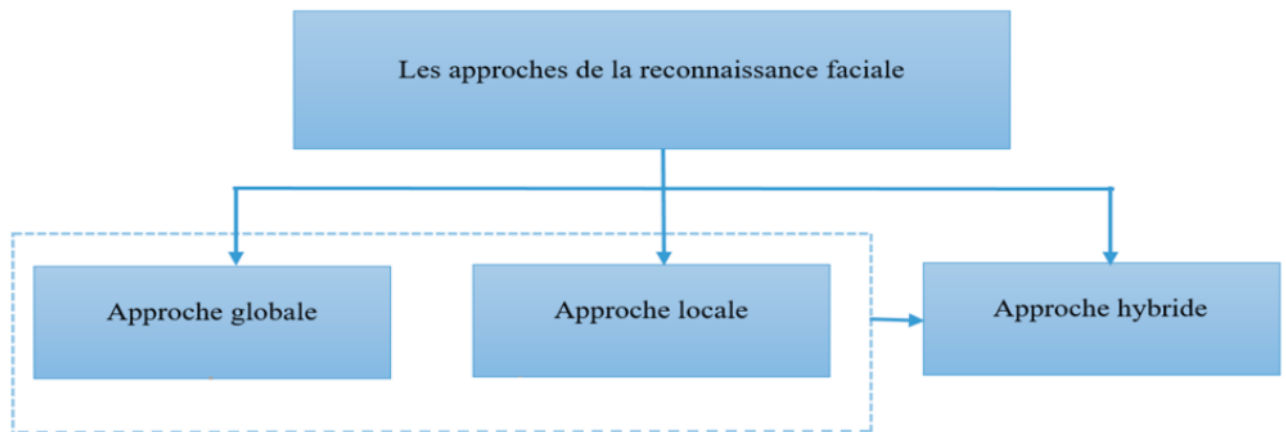 Les approches de la reconnaissance faciale
Approche globale
Approche locale
Approche hybride